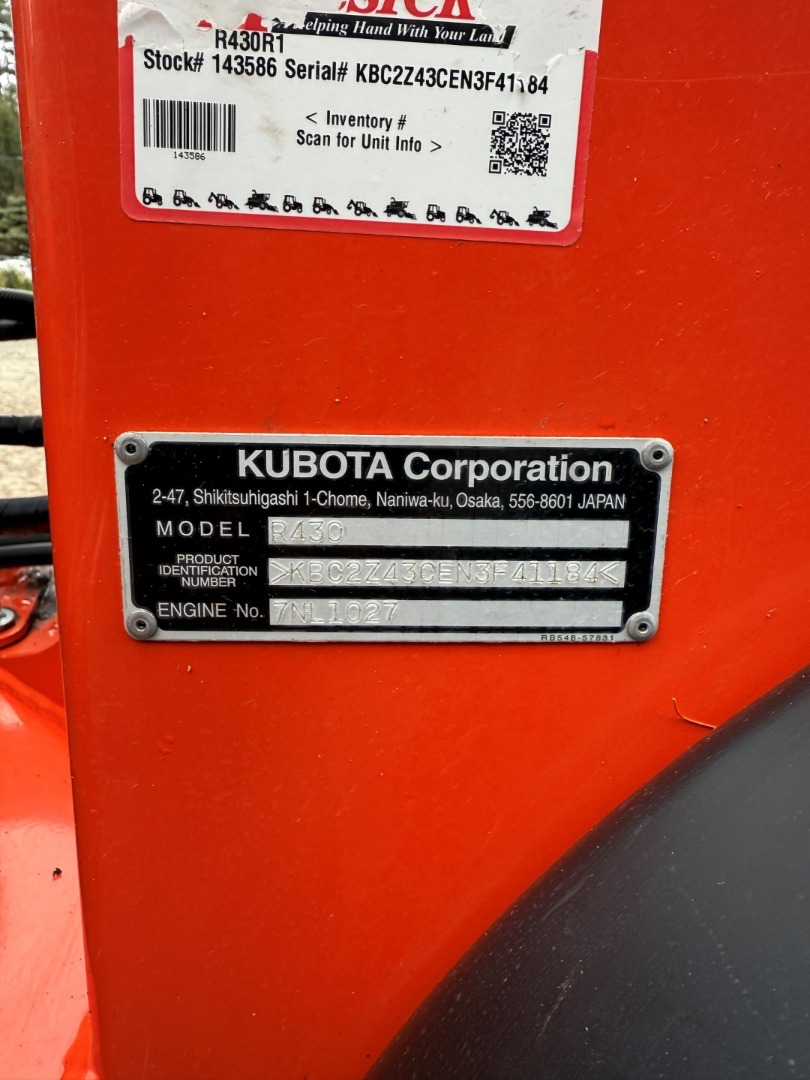 elping Hand With Your Land
R430R1
Stock# 143586 Serial# KBC2Z43CEN3F41184
< Inventory #
Scan for Unit Info >
143586
KUBOTA Corporation
2-47, Shikitsuhigashi 1-Chome, Naniwa-ku, Osaka, 556-8601 JAPAN
MODEL R430
PRODUCT
IDENTIFICATION
NUMBER >KBC2Z43CEN3F41184<
ENGINE No. 7NL1027
RB548-57831